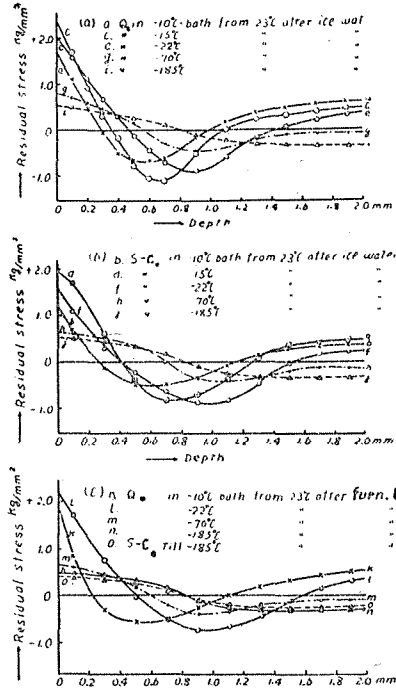 (a) a Q in -10°C-bath from 23°C after ice wat
c. " -15°C " "
c. " -22°C " "
g. " -70°C " "
i. " -185°C " "
Residual stress kg/mm²
+2.0
1.0
0
-1.0
0.2 0.4 0.6 0.8 1.0 1.2 1.4 1.6 1.8 2.0 mm
Depth
(b) b. S-C in -10°C bath from 23°C after ice water
d. " 15°C " "
f " -22°C " "
h " 70°C " "
" -18.5°C " "
Residual stress kg/mm²
+2.0
1.0
0
-1.0
0.2 0.4 0.6 0.8 1.0 1.2 1.4 1.6 1.8 2.0 mm
Depth
in -10°C bath from 23°C after furn.
l. " -22°C "
m " -70°C "
n. " -185°C "
o. S-C -185°C "
Residual stress kg/mm²
+2.0
1.0
0
-1.0
0.2 0.4 0.6 0.8 1.0 1.2 1.4 1.6 1.8 2.0 mm